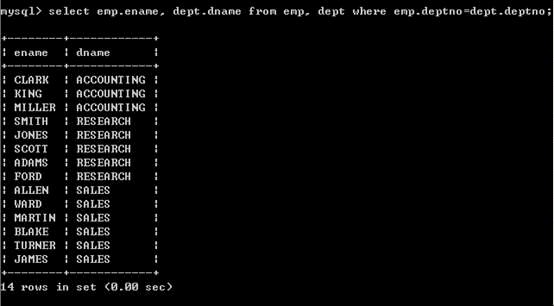 mysql> select emp.ename, dept.dname from emp, dept where emp.deptno=dept.deptno;
+--------+------------+
| ename  | dname      |
+--------+------------+
| CLARK  | ACCOUNTING |
| KING   | ACCOUNTING |
| MILLER | ACCOUNTING |
| SMITH  | RESEARCH   |
| JONES  | RESEARCH   |
| SCOTT  | RESEARCH   |
| ADAMS  | RESEARCH   |
| FORD   | RESEARCH   |
| ALLEN  | SALES      |
| WARD   | SALES      |
| MARTIN | SALES      |
| BLAKE  | SALES      |
| TURNER | SALES      |
| JAMES  | SALES      |
+--------+------------+
14 rows in set (0.00 sec)